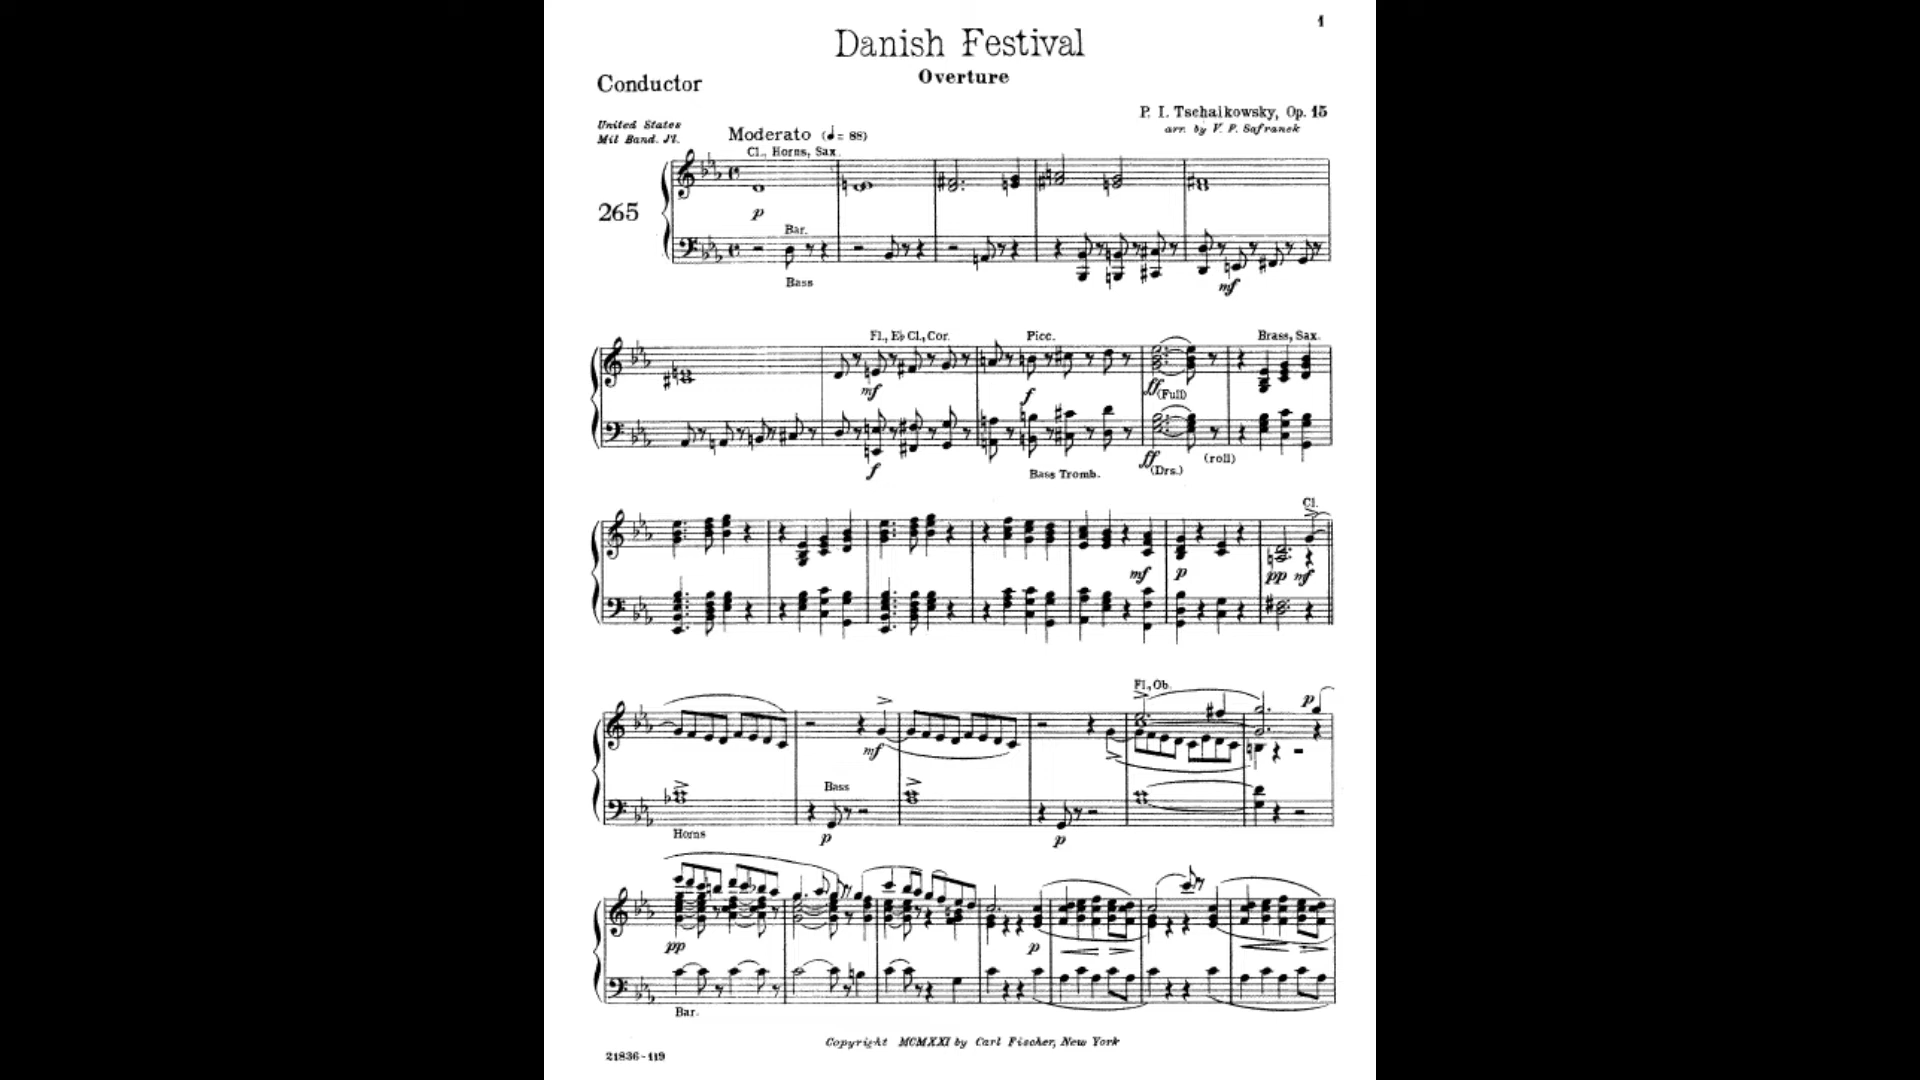 1
Danish Festival
Overture
Conductor
P. I. Tschaikowsky, Op. 15
arr. by V. F. Safranek
United States
Mil Band. Jl.
Moderato (♩= 88)
Cl., Horns, Sax.
265
p
Bar.
Bass
mf
Fl., E♭ Cl., Cor.
Picc.
Brass, Sax.
mf
f
ff (Full)
f
Bass Tromb.
ff (Drs.)
(roll)
Cl.
mf
p
pp mf
Fl., Ob.
p
mf
Bass
Horns
p
p
pp
p
Bar.
Copyright MCMXXI by Carl Fischer, New York
21836-119